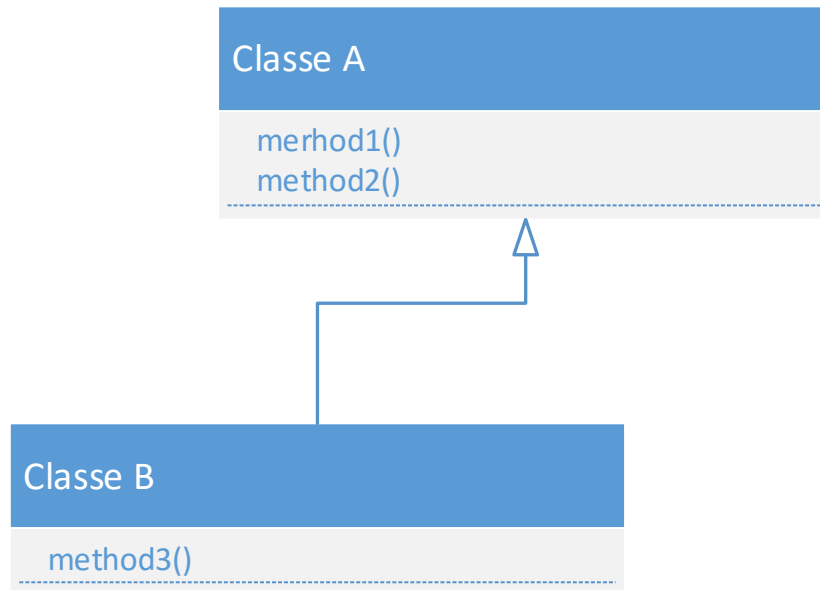 Classe A
merhod1()
method2()
Classe B
method3()